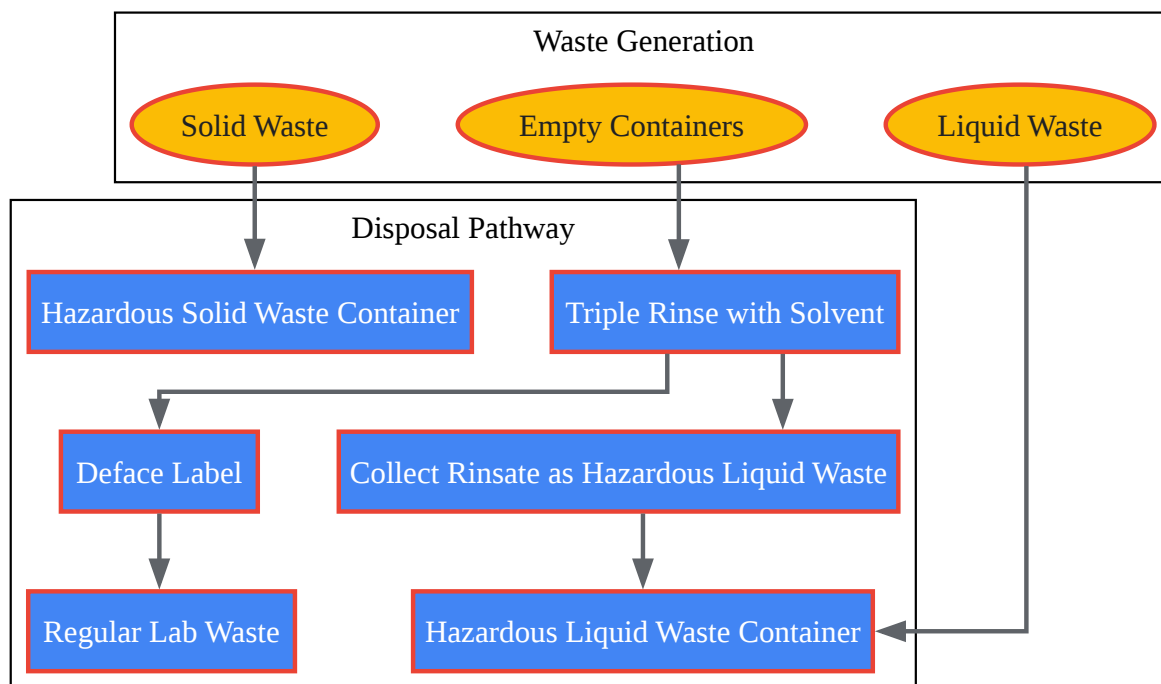 Waste Generation
Solid Waste
Empty Containers
Liquid Waste
Disposal Pathway
Hazardous Solid Waste Container
Triple Rinse with Solvent
Deface Label
Collect Rinsate as Hazardous Liquid Waste
Regular Lab Waste
Hazardous Liquid Waste Container